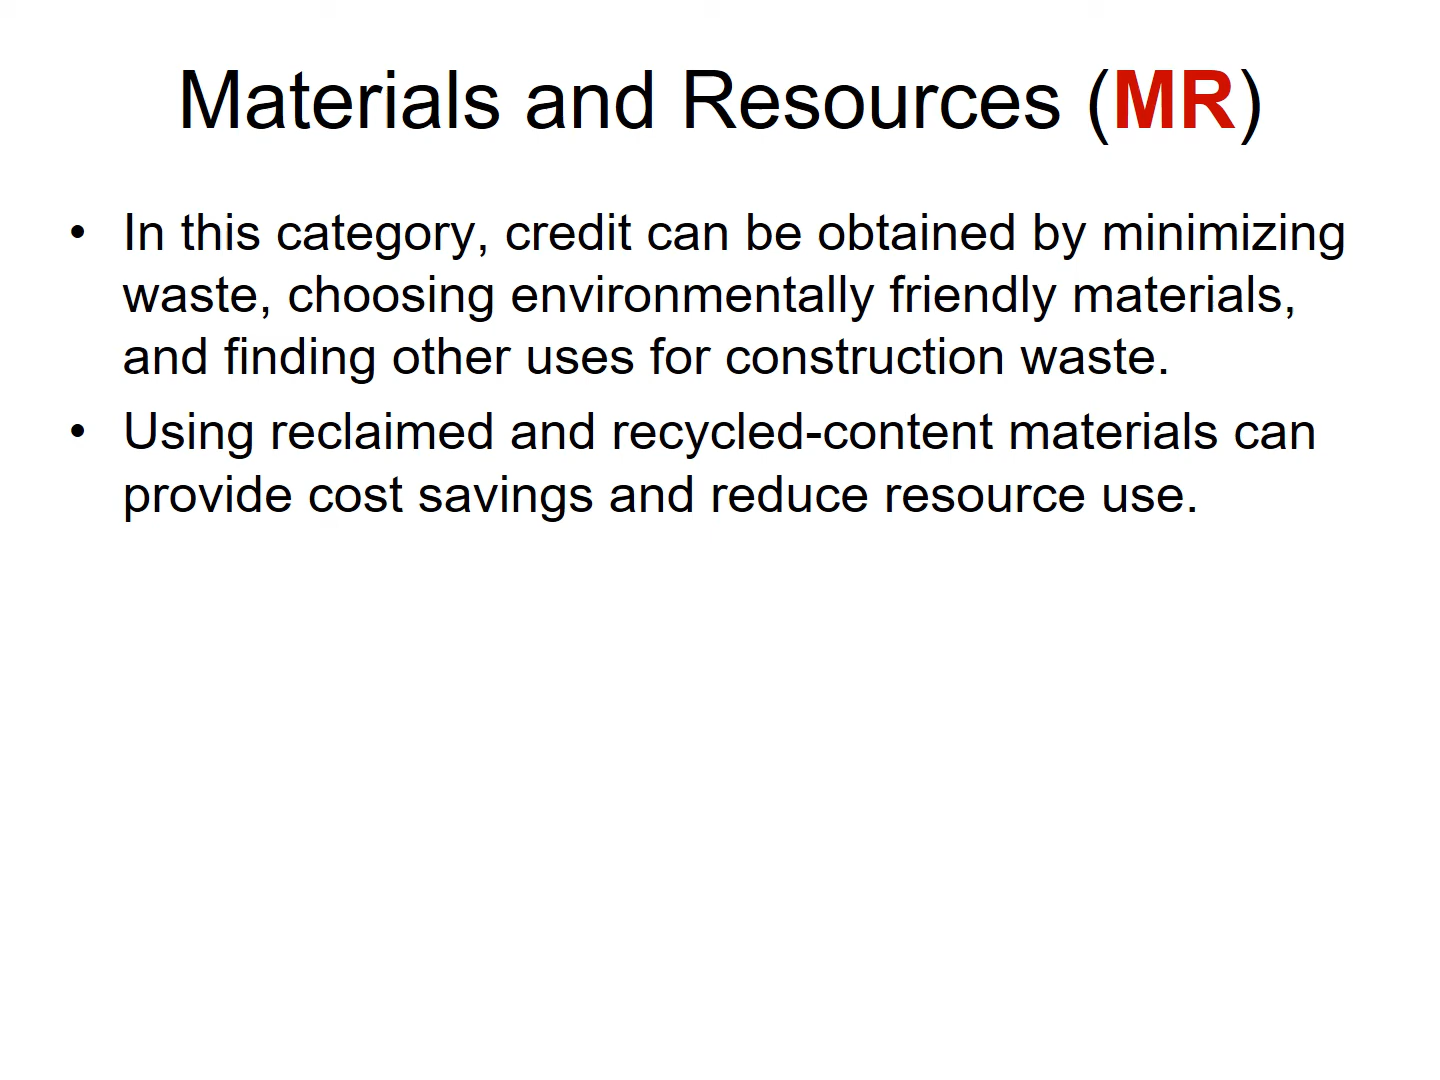 Materials and Resources (MR)
• In this category, credit can be obtained by minimizing
waste, choosing environmentally friendly materials,
and finding other uses for construction waste.
• Using reclaimed and recycled-content materials can
provide cost savings and reduce resource use.